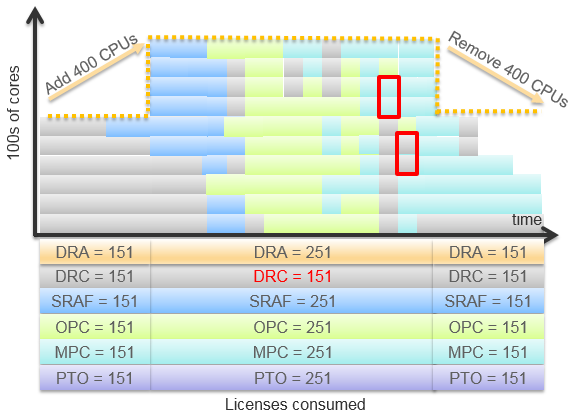 Add 400 CPUs
Remove 400 CPUs
100s of cores
time
DRA = 151 DRA = 251 DRA = 151
DRC = 151 DRC = 151 DRC = 151
SRAF = 151 SRAF = 251 SRAF = 151
OPC = 151 OPC = 251 OPC = 151
MPC = 151 MPC = 251 MPC = 151
PTO = 151 PTO = 251 PTO = 151
Licenses consumed